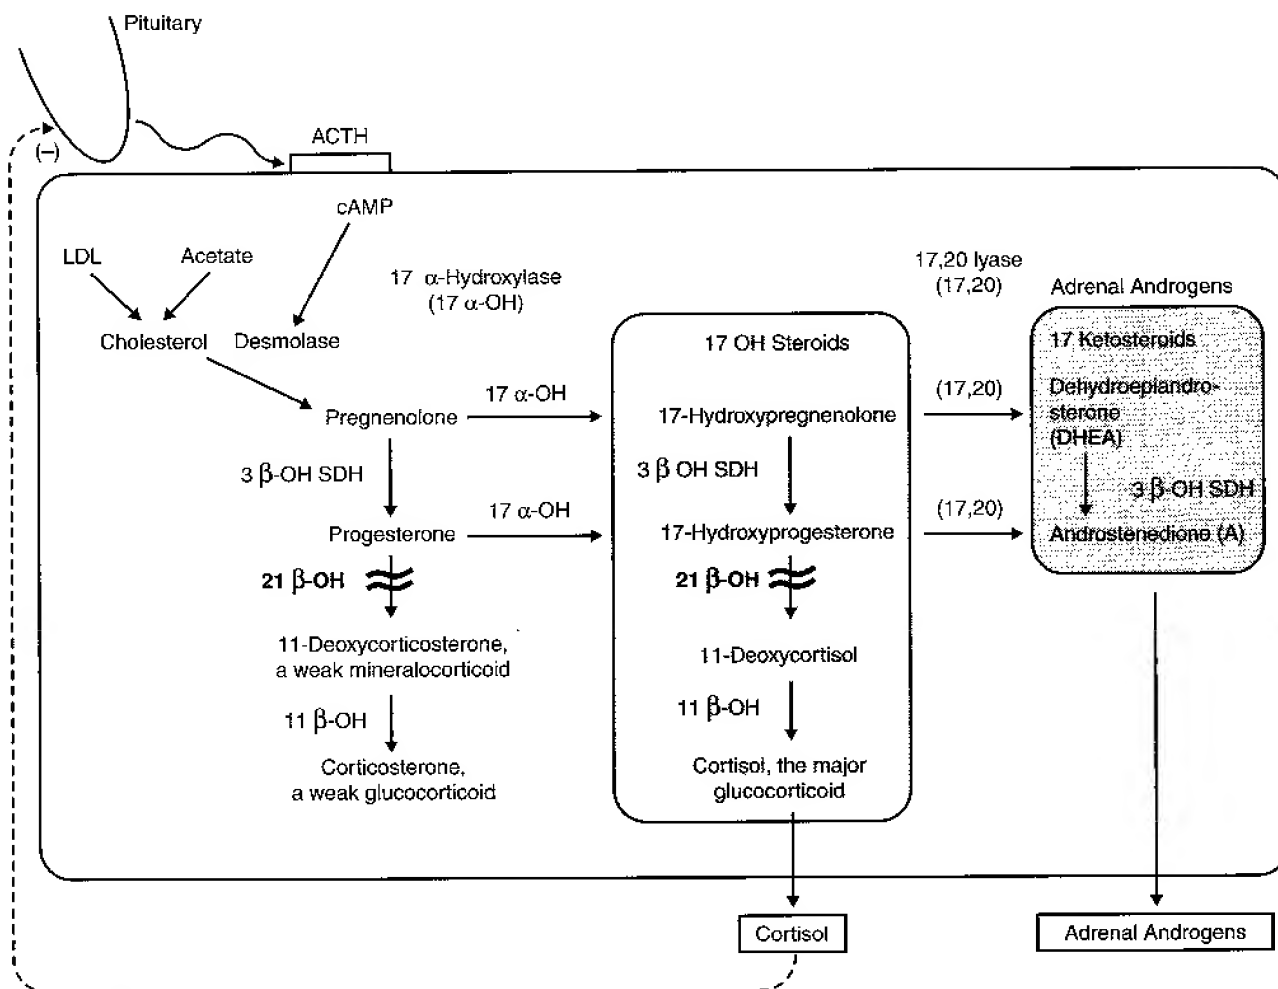 Pituitary
(–)
ACTH
cAMP
LDL
Acetate
17 α-Hydroxylase
(17 α-OH)
17,20 lyase
(17,20)
Adrenal Androgens
Cholesterol
Desmolase
17 OH Steroids
17 Ketosteroids
Pregnenolone
17 α-OH
17-Hydroxypregnenolone
(17,20)
Dehydroeplandro-
sterone
(DHEA)
3 β-OH SDH
3 β OH SDH
3 β-OH SDH
Progesterone
17 α-OH
17-Hydroxyprogesterone
(17,20)
Androstenedione (A)
21 β-OH
21 β-OH
11-Deoxycorticosterone,
a weak mineralocorticoid
11-Deoxycortisol
11 β-OH
11 β-OH
Corticosterone,
a weak glucocorticoid
Cortisol, the major
glucocorticoid
Cortisol
Adrenal Androgens